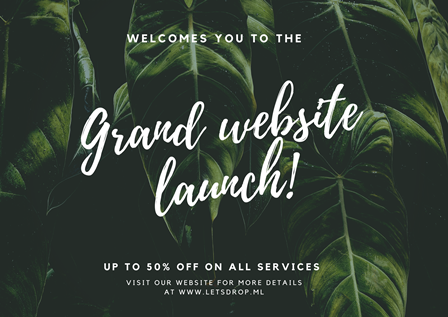 WELCOMES YOU TO THE
Grand website
launch!
UP TO 50% OFF ON ALL SERVICES
VISIT OUR WEBSITE FOR MORE DETAILS
AT WWW.LETSDROP.ML